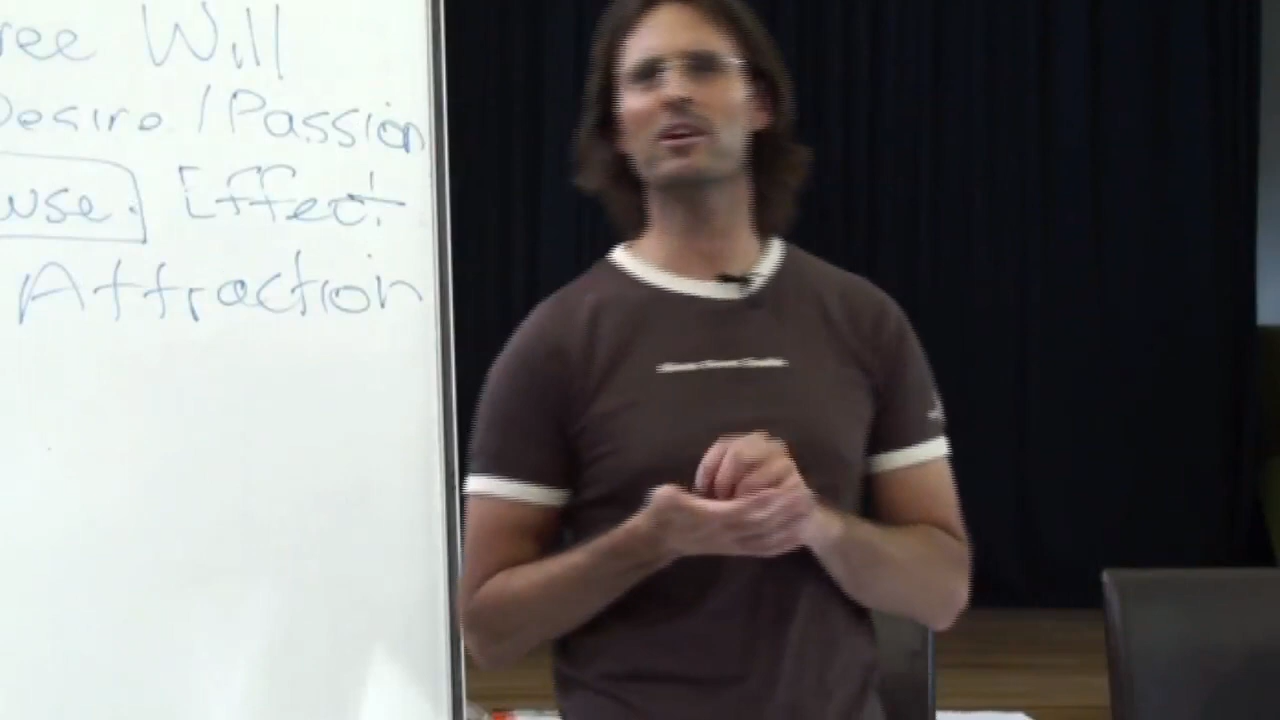 ree Will
Desire / Passion
use. Effect
Attraction